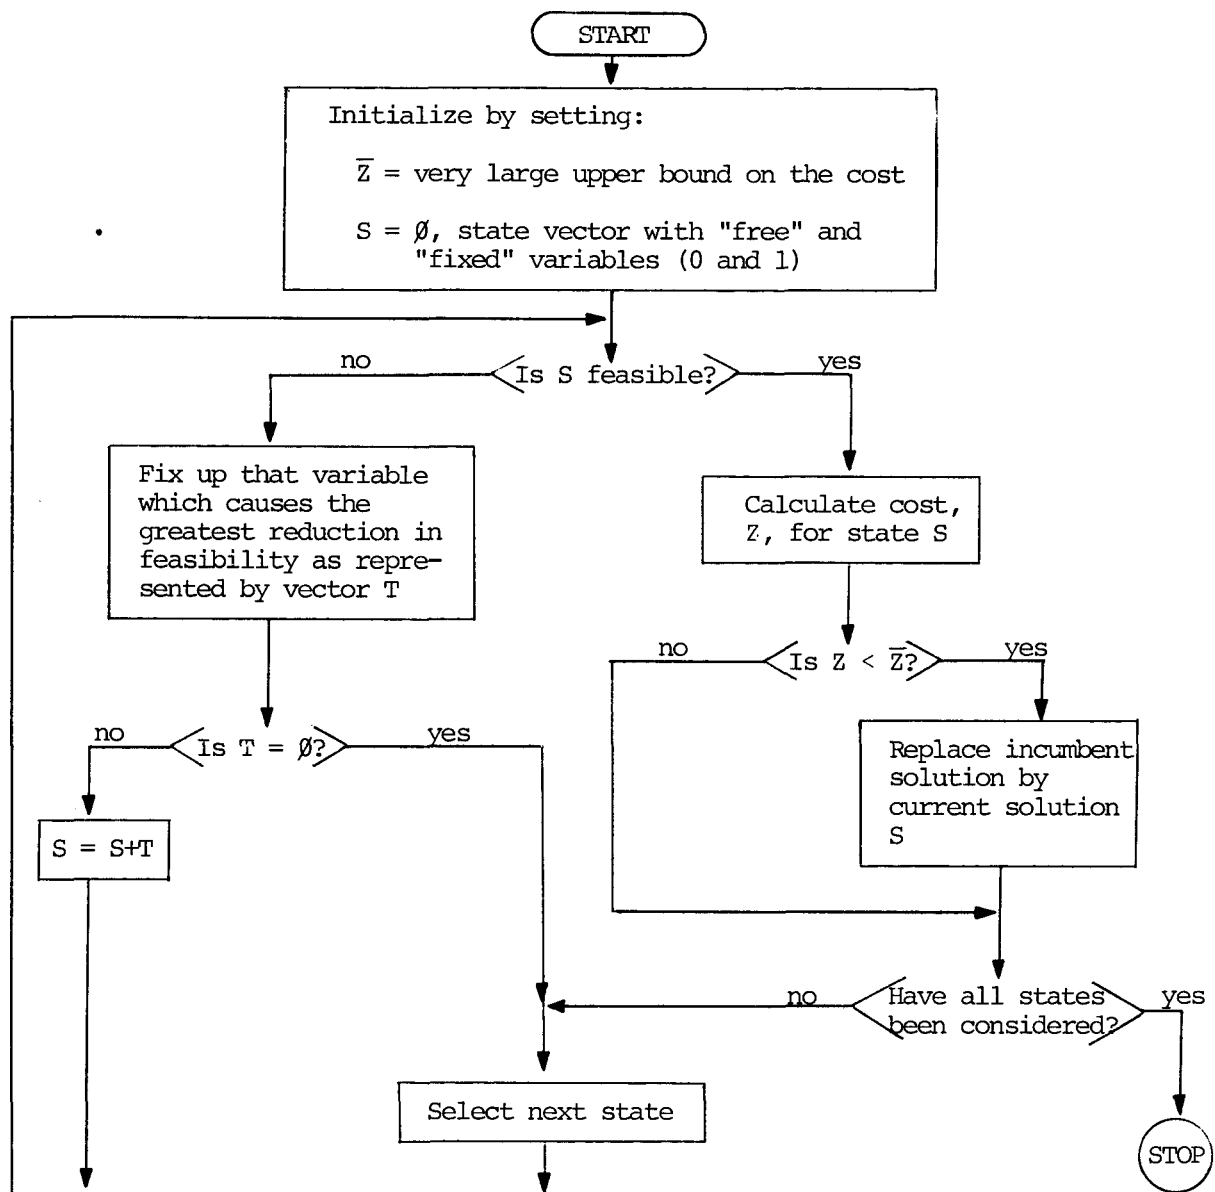 START
Initialize by setting:
Z̅ = very large upper bound on the cost
S = Ø, state vector with "free" and
"fixed" variables (0 and 1)
no
Is S feasible?
yes
Fix up that variable
which causes the
greatest reduction in
feasibility as repre-
sented by vector T
Calculate cost,
Z, for state S
no
Is Z < Z̅?
yes
no
Is T = Ø?
yes
Replace incumbent
solution by
current solution
S
S = S+T
no
Have all states
been considered?
yes
Select next state
STOP